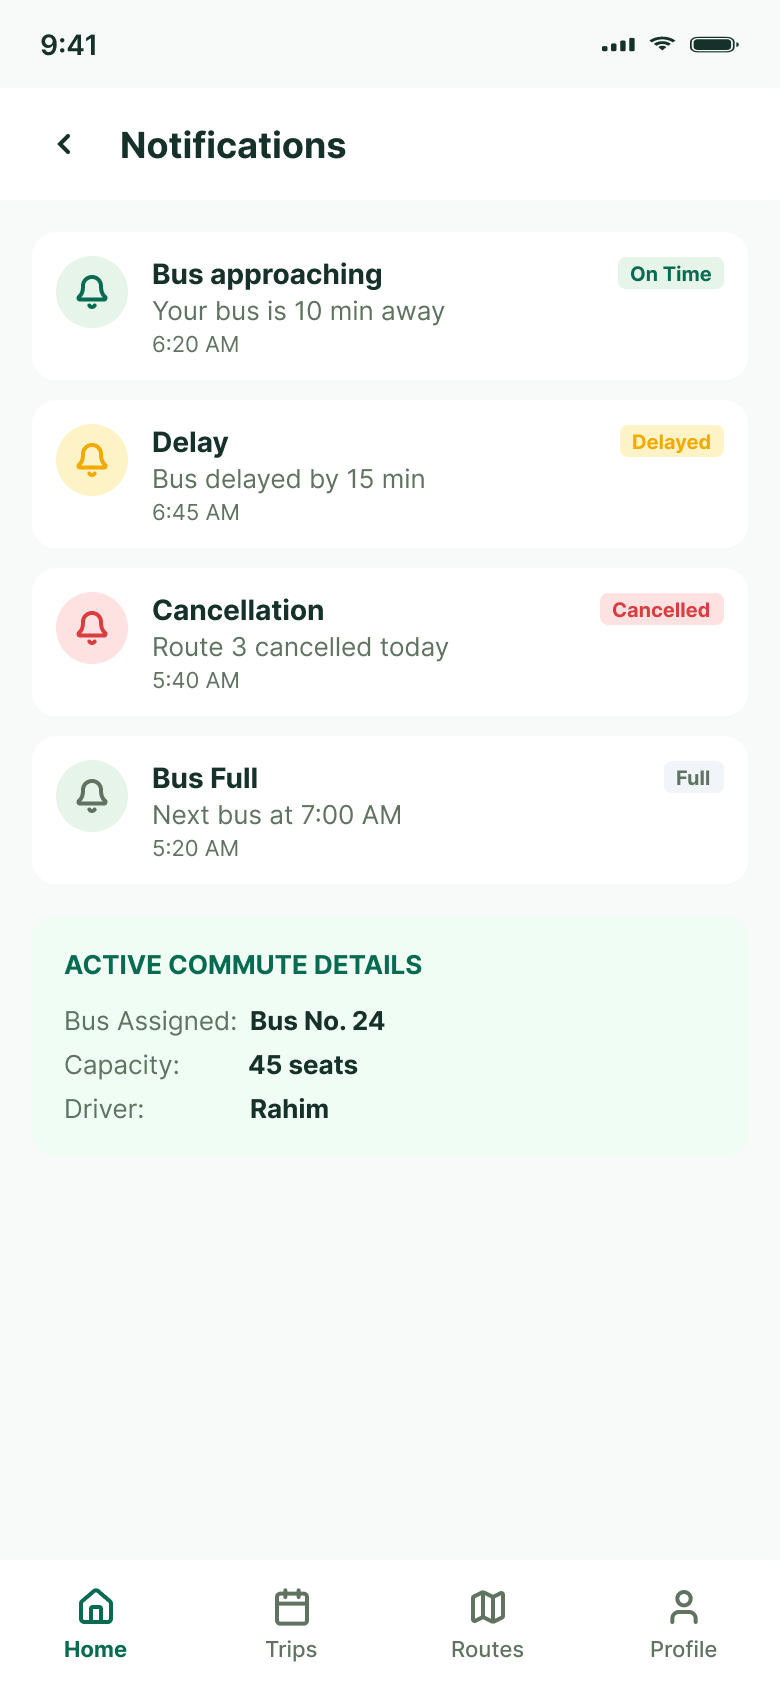 9:41
Notifications
Bus approaching
On Time
Your bus is 10 min away
6:20 AM
Delay
Delayed
Bus delayed by 15 min
6:45 AM
Cancellation
Cancelled
Route 3 cancelled today
5:40 AM
Bus Full
Full
Next bus at 7:00 AM
5:20 AM
ACTIVE COMMUTE DETAILS
Bus Assigned: Bus No. 24
Capacity: 45 seats
Driver: Rahim
Home Trips Routes Profile